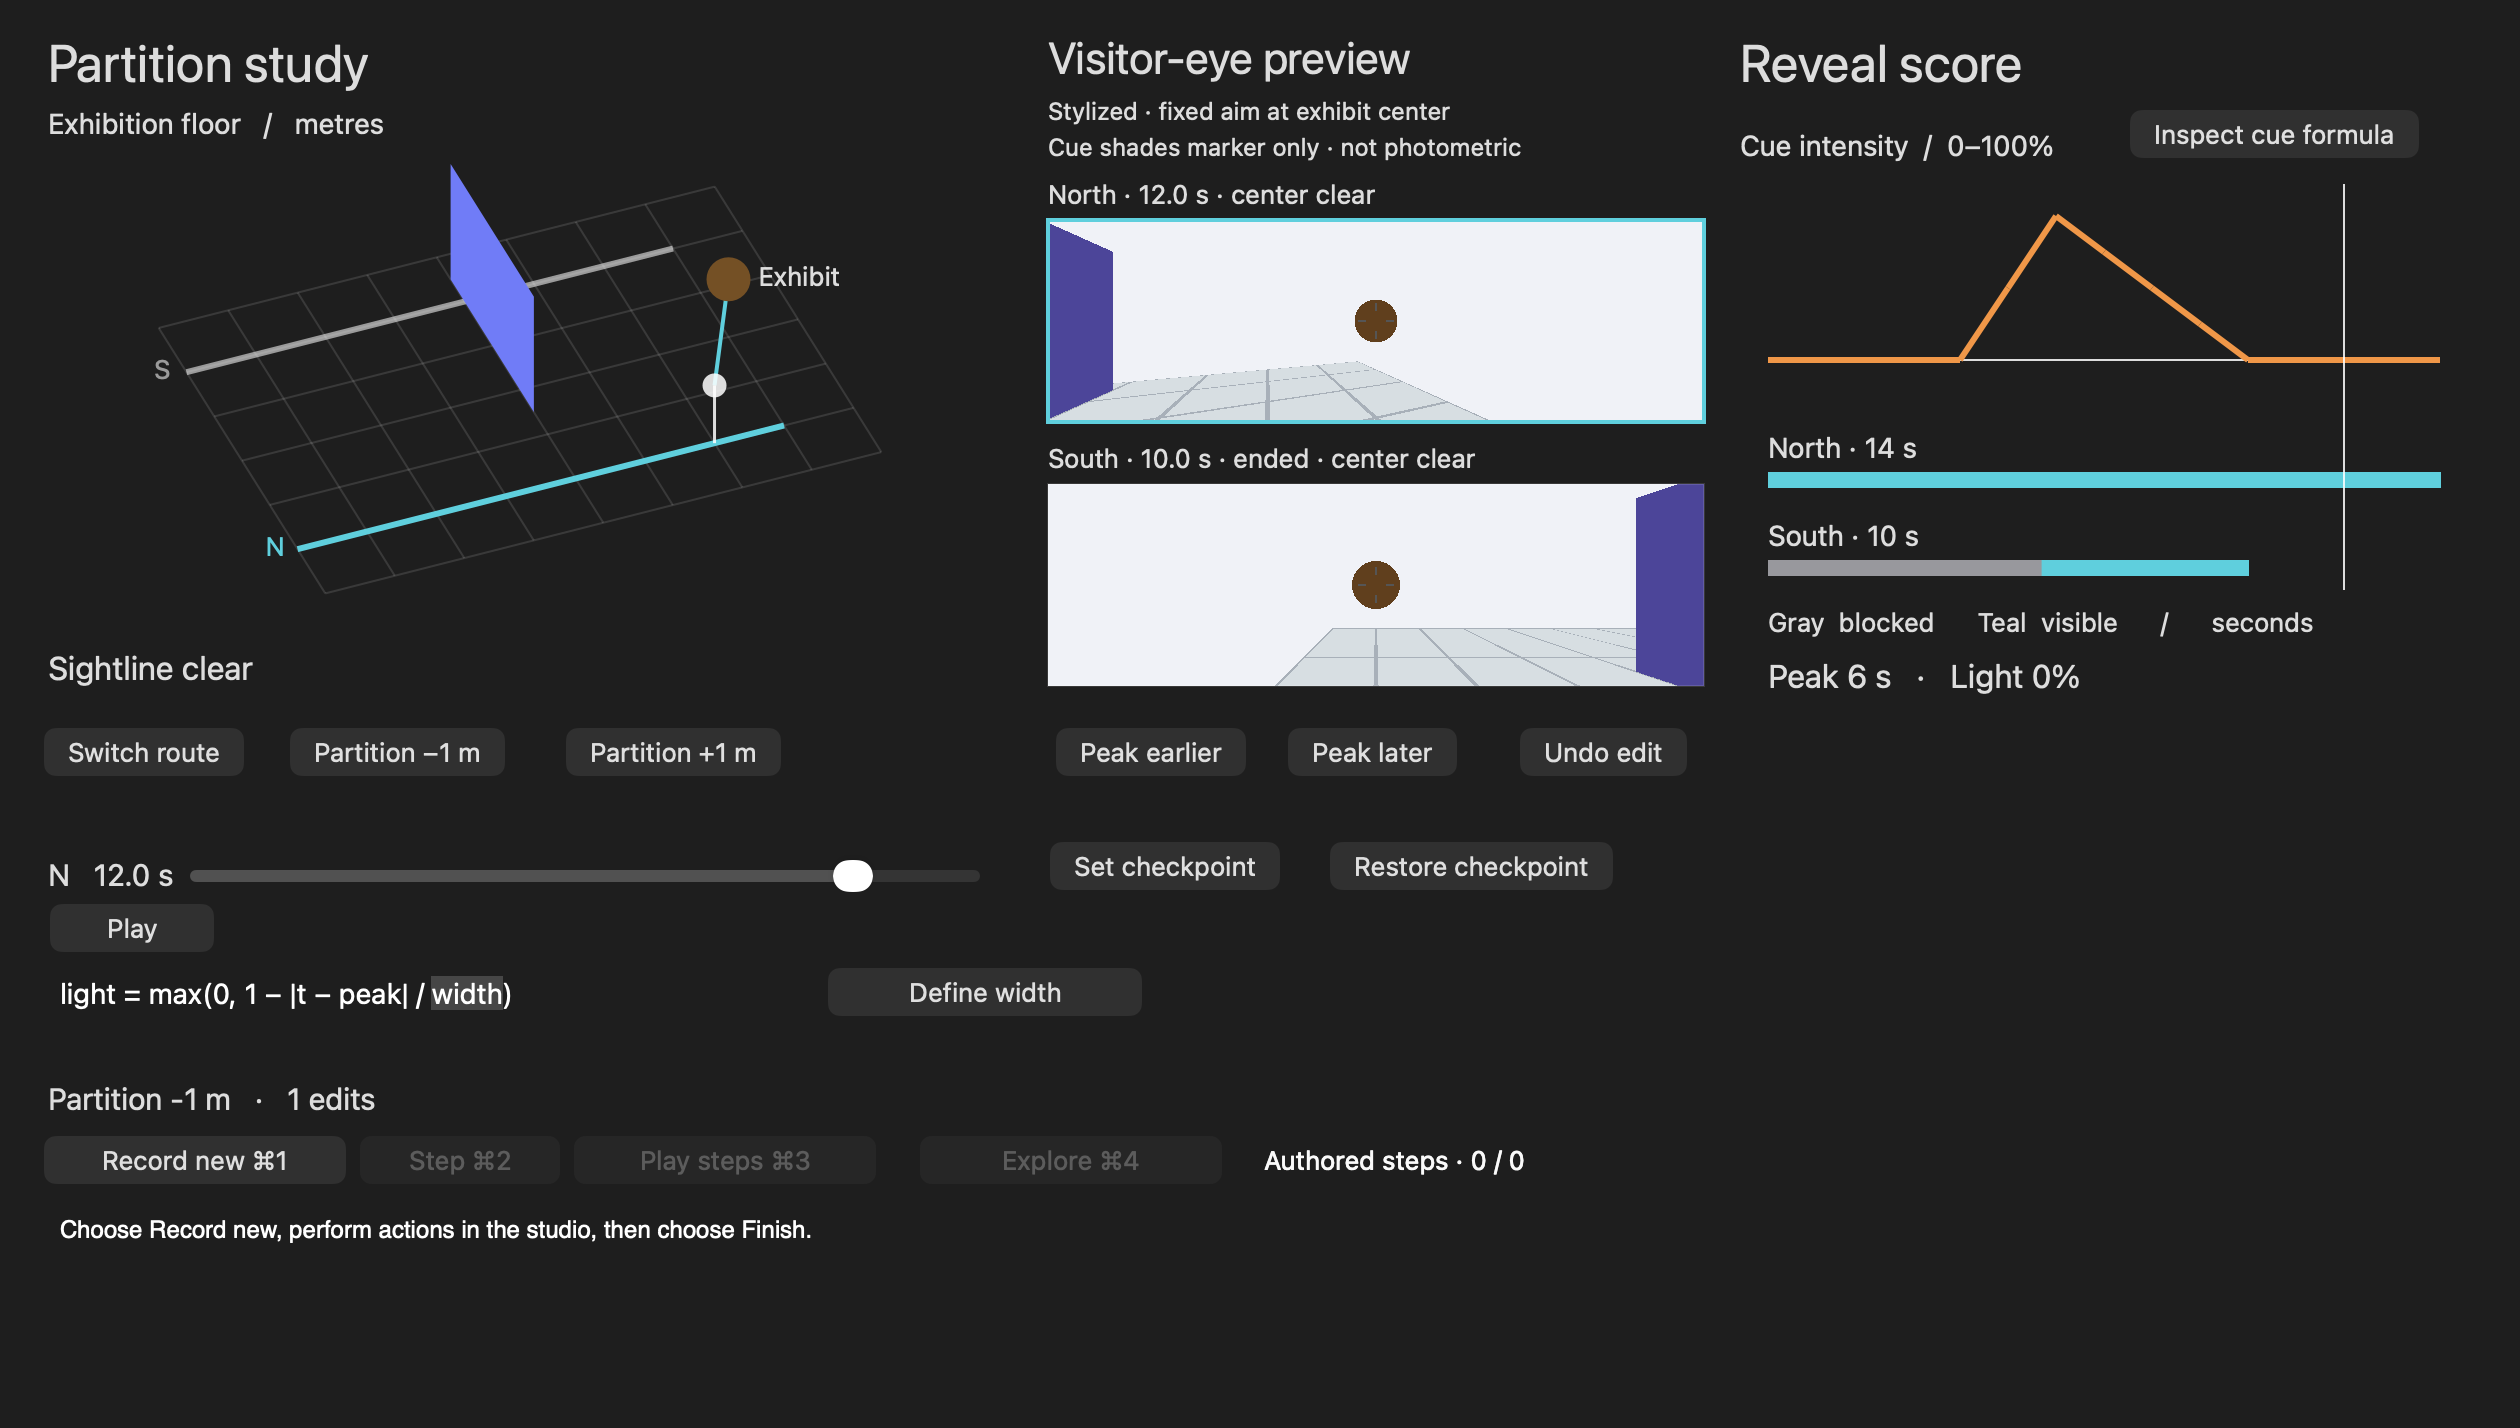 Partition study
Exhibition floor / metres
Exhibit
S
N
Sightline clear
Switch route
Partition –1 m
Partition +1 m
N 12.0 s
Play
light = max(0, 1 – |t – peak| / width)
Define width
Partition -1 m · 1 edits
Record new ⌘1
Step ⌘2
Play steps ⌘3
Explore ⌘4
Authored steps · 0 / 0
Choose Record new, perform actions in the studio, then choose Finish.
Visitor-eye preview
Stylized · fixed aim at exhibit center
Cue shades marker only · not photometric
North · 12.0 s · center clear
South · 10.0 s · ended · center clear
Peak earlier
Peak later
Undo edit
Set checkpoint
Restore checkpoint
Reveal score
Cue intensity / 0–100%
Inspect cue formula
North · 14 s
South · 10 s
Gray blocked Teal visible / seconds
Peak 6 s · Light 0%